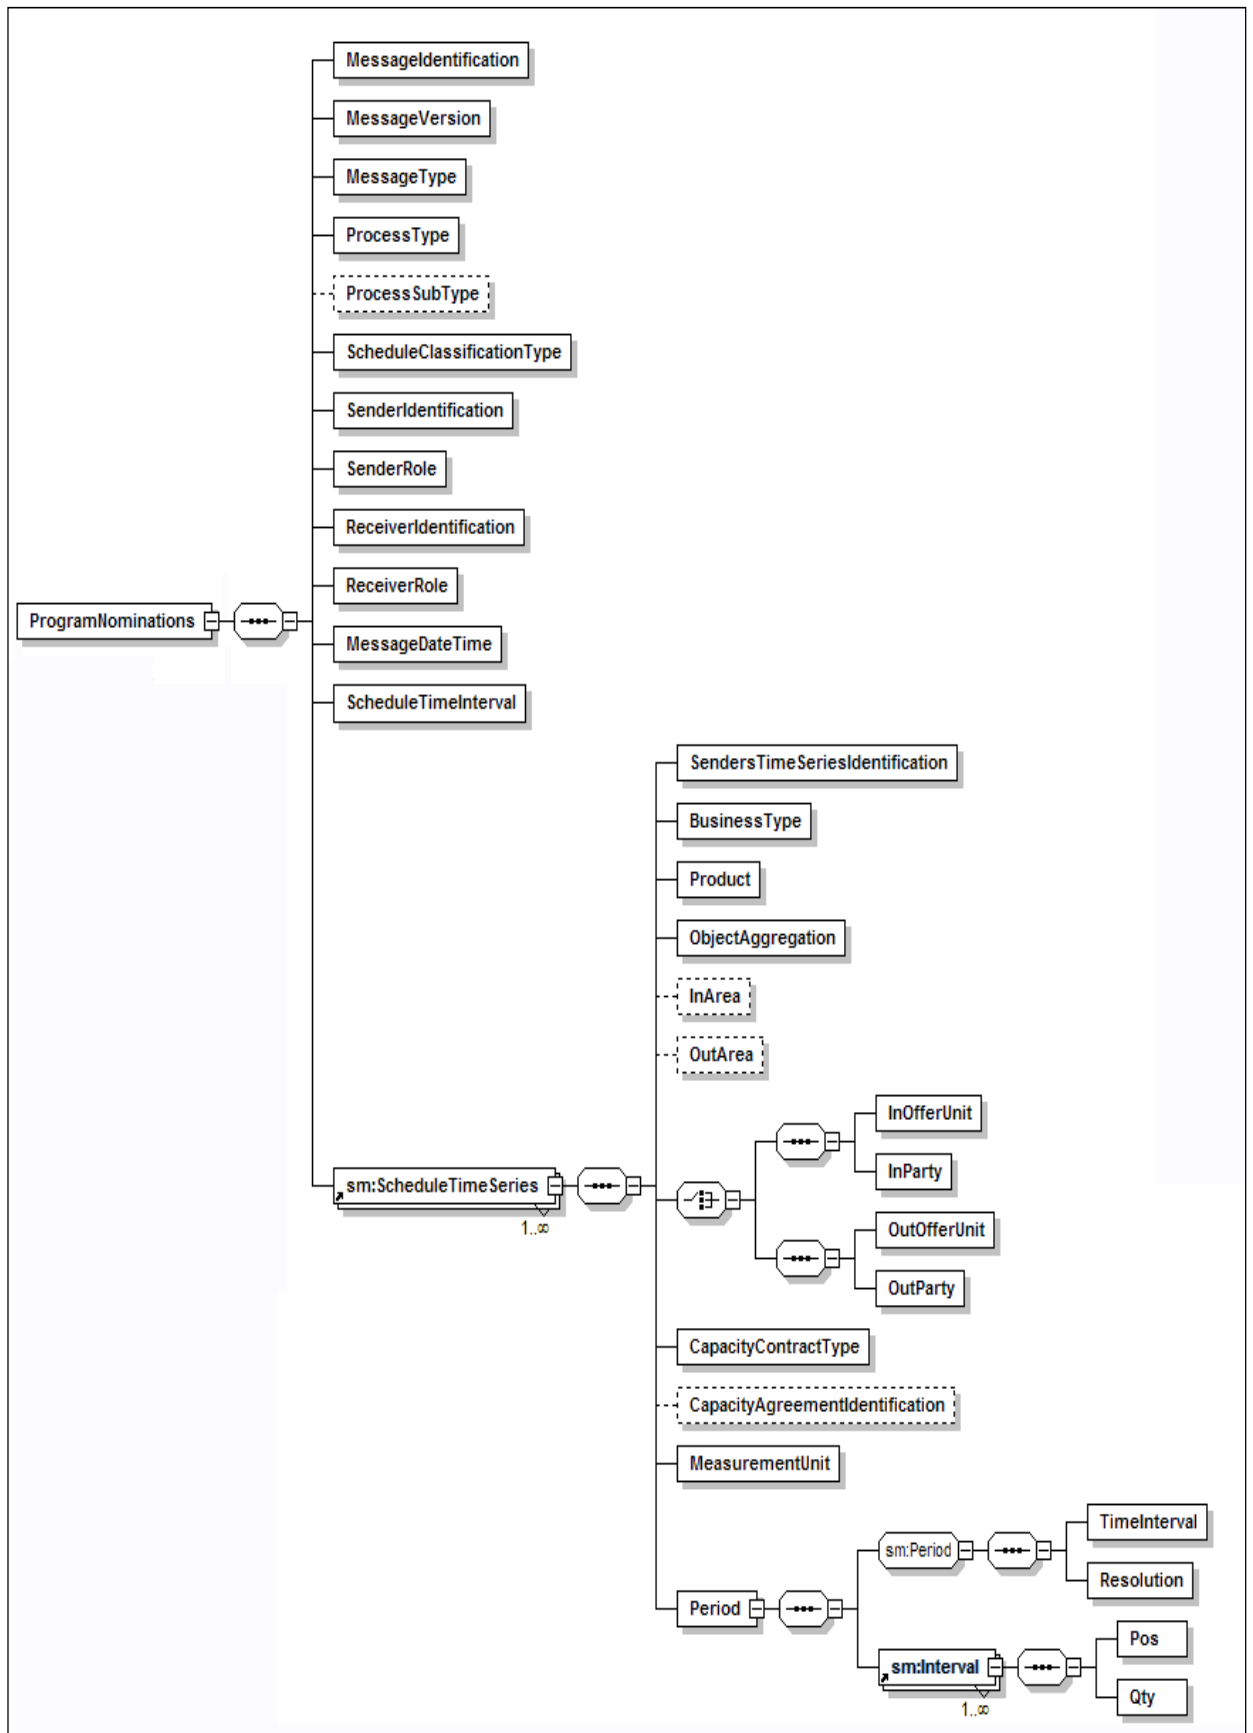 MessageIdentification
MessageVersion
MessageType
ProcessType
ProcessSubType
ScheduleClassificationType
SenderIdentification
SenderRole
ReceiverIdentification
ReceiverRole
ProgramNominations
MessageDateTime
ScheduleTimeInterval
SendersTimeSeriesIdentification
BusinessType
Product
ObjectAggregation
InArea
OutArea
InOfferUnit
InParty
sm:ScheduleTimeSeries
1..∞
OutOfferUnit
OutParty
CapacityContractType
CapacityAgreementIdentification
MeasurementUnit
TimeInterval
sm:Period
Resolution
Period
Pos
sm:Interval
Qty
1..∞